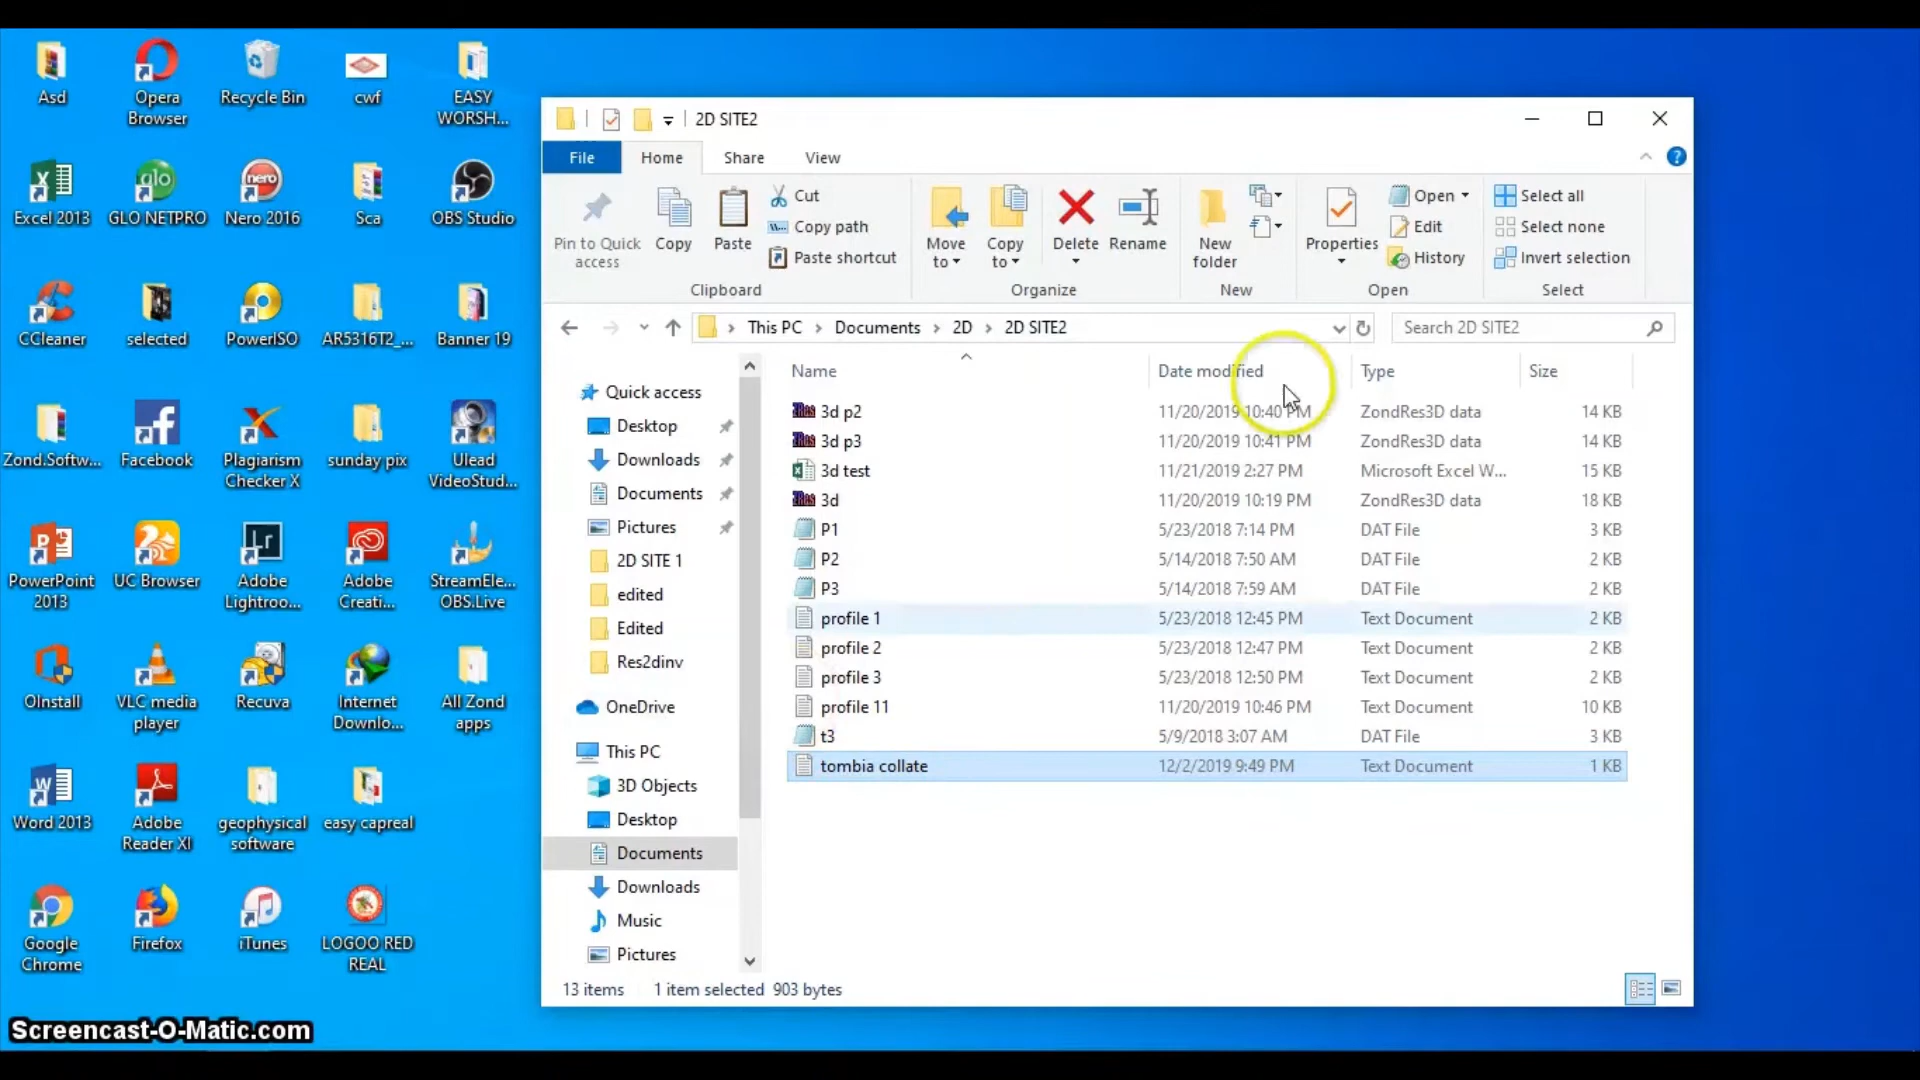 Asd
Opera Browser
Recycle Bin
cwf
EASY WORSH...
Excel 2013
GLO NETPRO
Nero 2016
Sca
OBS Studio
CCleaner
selected
PowerISO
AR5316T2_...
Banner 19
Zond.Softw...
Facebook
Plagiarism Checker X
sunday pix
Ulead VideoStud...
PowerPoint 2013
UC Browser
Adobe Lightroo...
Adobe Creati...
StreamEle... OBS.Live
OInstall
VLC media player
Recuva
Internet Downlo...
All Zond apps
Word 2013
Adobe Reader XI
geophysical software
easy capreal
Google Chrome
Firefox
iTunes
LOGOO RED REAL
2D SITE2
File Home Share View
Pin to Quick access
Copy
Paste
Cut
Copy path
Paste shortcut
Clipboard
Move to
Copy to
Delete
Rename
Organize
New folder
New
Properties
Open
Edit
History
Open
Select all
Select none
Invert selection
Select
This PC > Documents > 2D > 2D SITE2
Search 2D SITE2
Quick access
Desktop
Downloads
Documents
Pictures
2D SITE 1
edited
Edited
Res2dinv
OneDrive
This PC
3D Objects
Desktop
Documents
Downloads
Music
Pictures
Name Date modified Type Size
3d p2 11/20/2019 10:40 PM ZondRes3D data 14 KB
3d p3 11/20/2019 10:41 PM ZondRes3D data 14 KB
3d test 11/21/2019 2:27 PM Microsoft Excel W... 15 KB
3d 11/20/2019 10:19 PM ZondRes3D data 18 KB
P1 5/23/2018 7:14 PM DAT File 3 KB
P2 5/14/2018 7:50 AM DAT File 2 KB
P3 5/14/2018 7:59 AM DAT File 2 KB
profile 1 5/23/2018 12:45 PM Text Document 2 KB
profile 2 5/23/2018 12:47 PM Text Document 2 KB
profile 3 5/23/2018 12:50 PM Text Document 2 KB
profile 11 11/20/2019 10:46 PM Text Document 10 KB
t3 5/9/2018 3:07 AM DAT File 3 KB
tombia collate 12/2/2019 9:49 PM Text Document 1 KB
13 items 1 item selected 903 bytes
Screencast-O-Matic.com